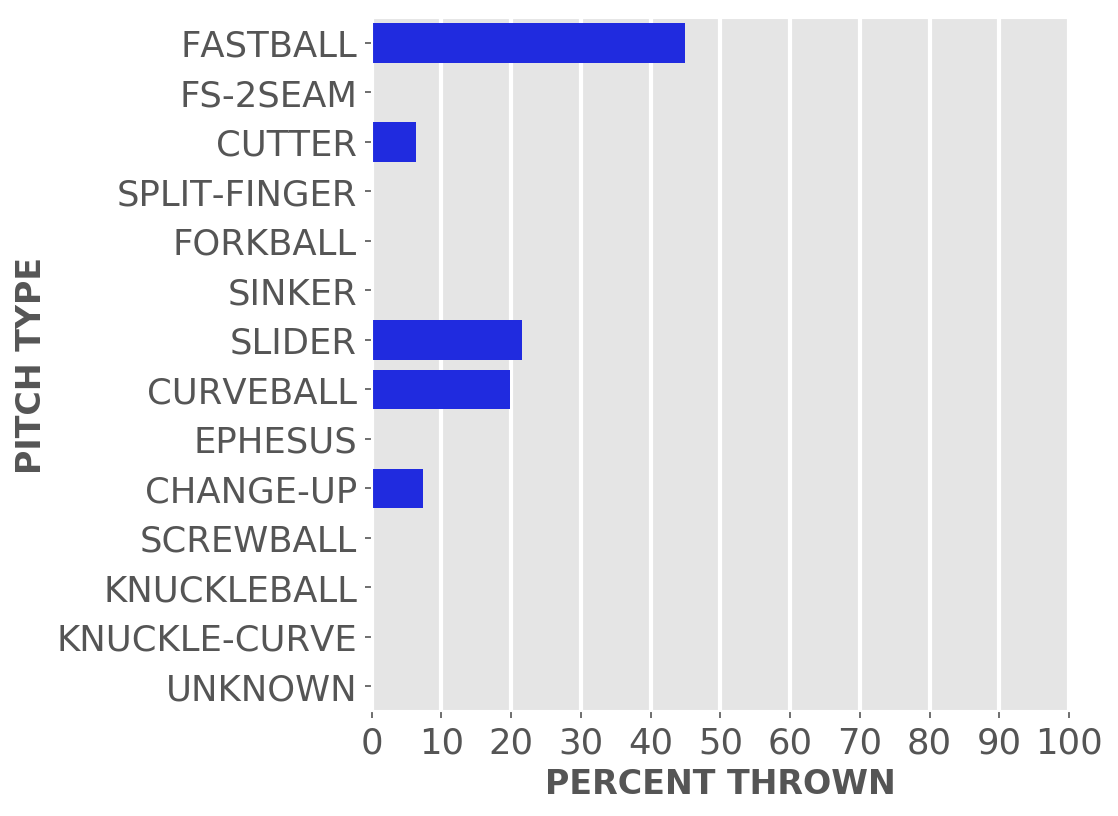 FASTBALL
FS-2SEAM
CUTTER
SPLIT-FINGER
FORKBALL
SINKER
SLIDER
CURVEBALL
EPHESUS
CHANGE-UP
SCREWBALL
KNUCKLEBALL
KNUCKLE-CURVE
UNKNOWN
PITCH TYPE
0 10 20 30 40 50 60 70 80 90 100
PERCENT THROWN